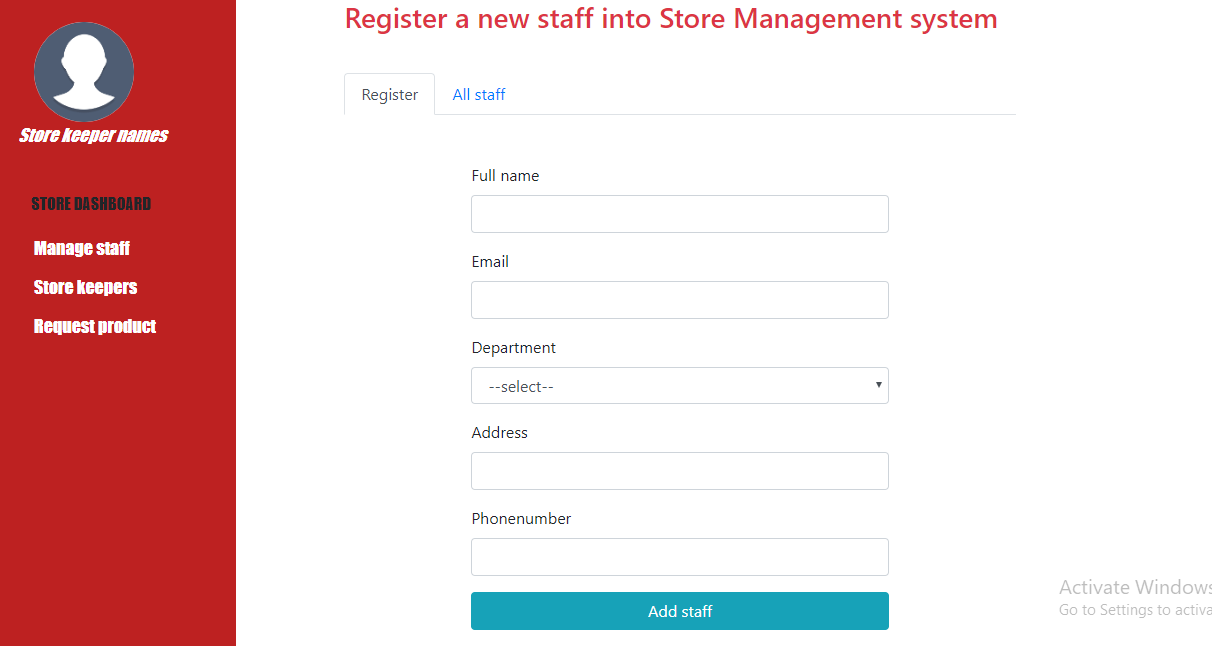 Register a new staff into Store Management system
Store keeper names
STORE DASHBOARD
Manage staff
Store keepers
Request product
Register
All staff
Full name
Email
Department
--select--
Address
Phonenumber
Add staff
Activate Windows
Go to Settings to activa